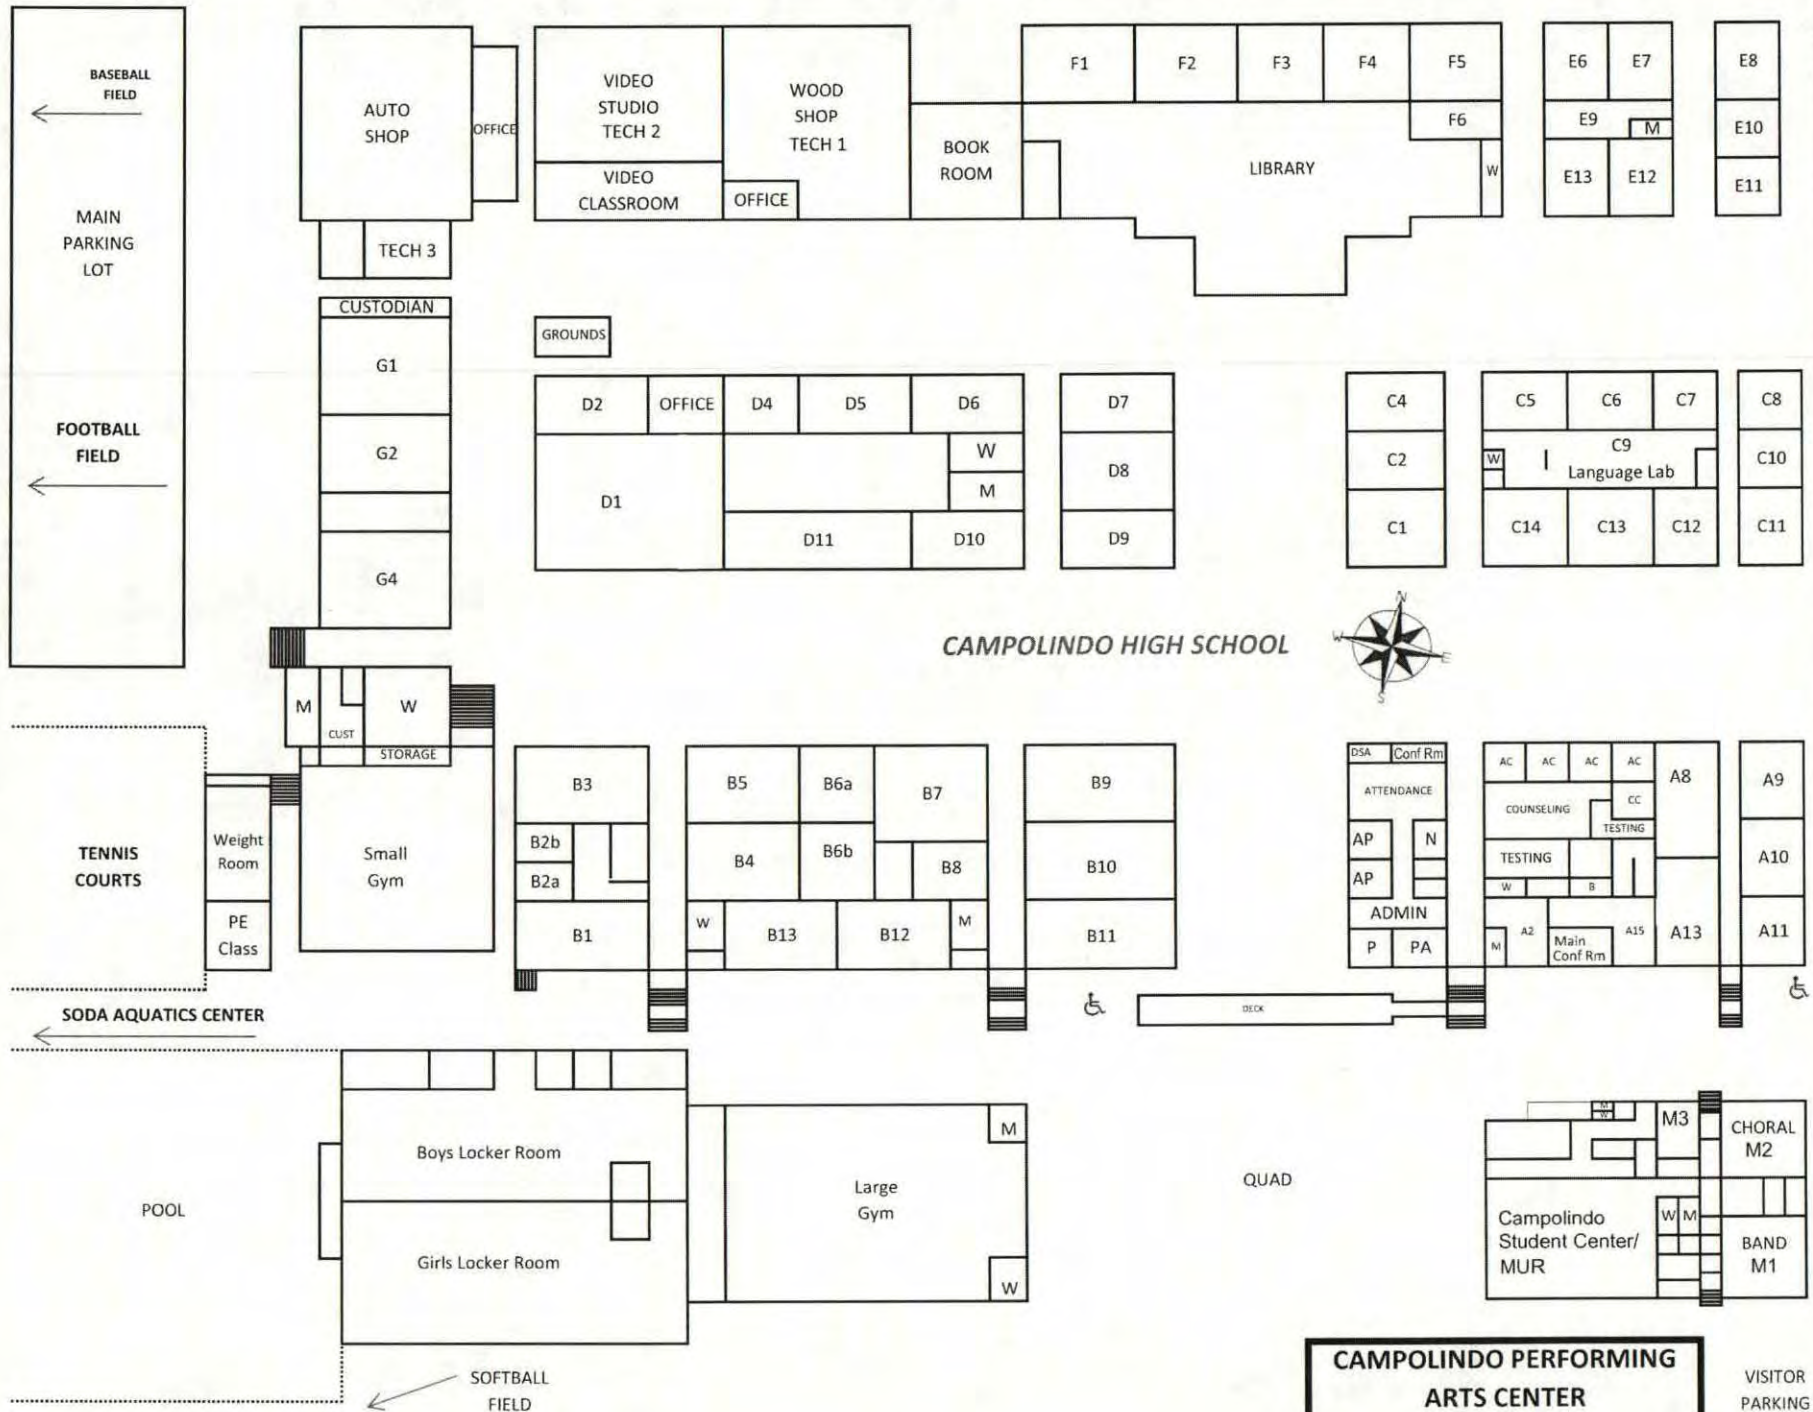 BASEBALL
FIELD
MAIN
PARKING
LOT
FOOTBALL
FIELD
AUTO
SHOP
OFFICE
TECH 3
VIDEO
STUDIO
TECH 2
VIDEO
CLASSROOM
WOOD
SHOP
TECH 1
OFFICE
BOOK
ROOM
F1
F2
F3
F4
F5
F6
LIBRARY
W
E6
E7
E9
M
E13
E12
E8
E10
E11
CUSTODIAN
G1
G2
G4
GROUNDS
D2
OFFICE
D4
D5
D6
W
M
D1
D11
D10
D7
D8
D9
C4
C2
C1
C5
C6
C7
C9
Language Lab
W
C14
C13
C12
C8
C10
C11
CAMPOLINDO HIGH SCHOOL
N
W
E
S
M
CUST
W
STORAGE
TENNIS
COURTS
Weight
Room
PE
Class
Small
Gym
B3
B2b
B2a
B1
B5
B6a
B7
B4
B6b
B8
W
B13
B12
M
B9
B10
B11
DSA
Conf Rm
ATTENDANCE
AP
N
AP
ADMIN
P
PA
AC
AC
AC
AC
A8
COUNSELING
CC
TESTING
TESTING
W
B
M
A2
Main
Conf Rm
A15
A13
A9
A10
A11
SODA AQUATICS CENTER
DECK
POOL
Boys Locker Room
Girls Locker Room
Large
Gym
M
W
QUAD
M
W
M3
CHORAL
M2
Campolindo
Student Center/
MUR
W
M
BAND
M1
SOFTBALL
FIELD
CAMPOLINDO PERFORMING
ARTS CENTER
VISITOR
PARKING